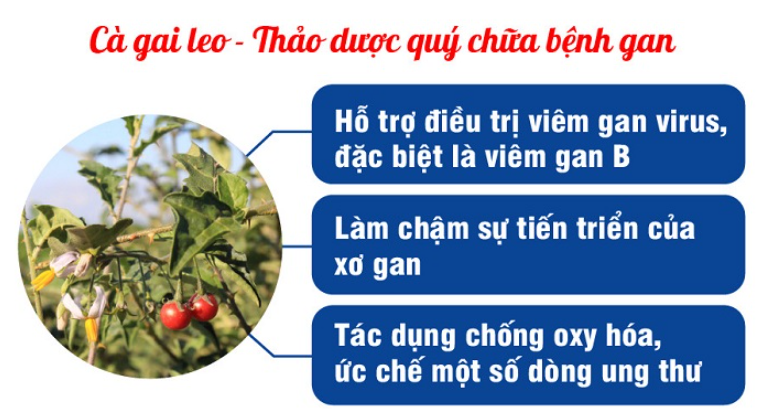 Cà gai leo - Thảo dược quý chữa bệnh gan
Hỗ trợ điều trị viêm gan virus,
đặc biệt là viêm gan B
Làm chậm sự tiến triển của
xơ gan
Tác dụng chống oxy hóa,
ức chế một số dòng ung thư